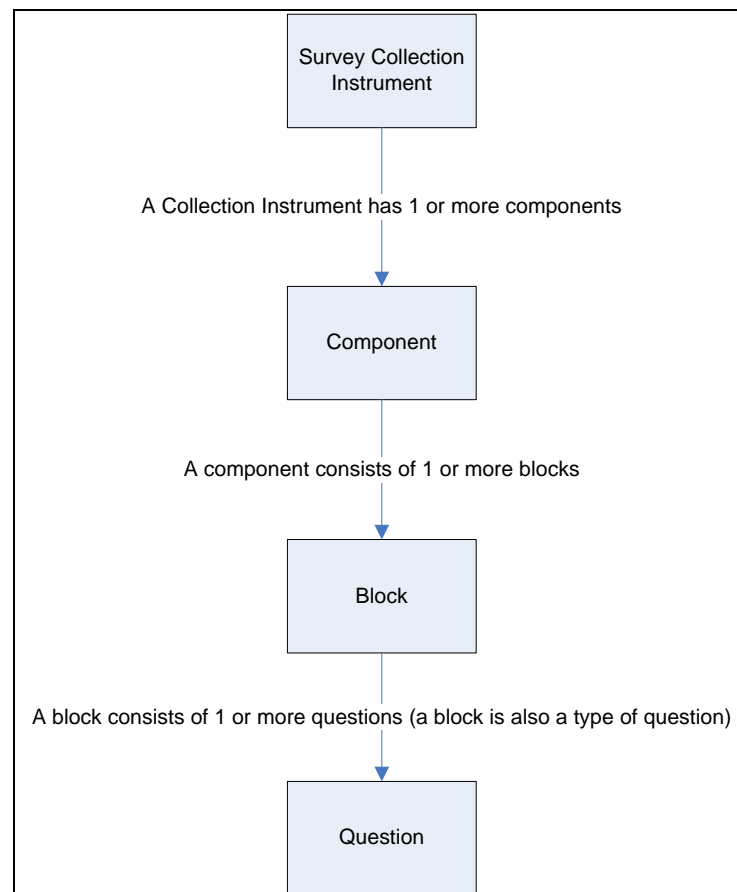 Survey Collection
Instrument
A Collection Instrument has 1 or more components
Component
A component consists of 1 or more blocks
Block
A block consists of 1 or more questions (a block is also a type of question)
Question